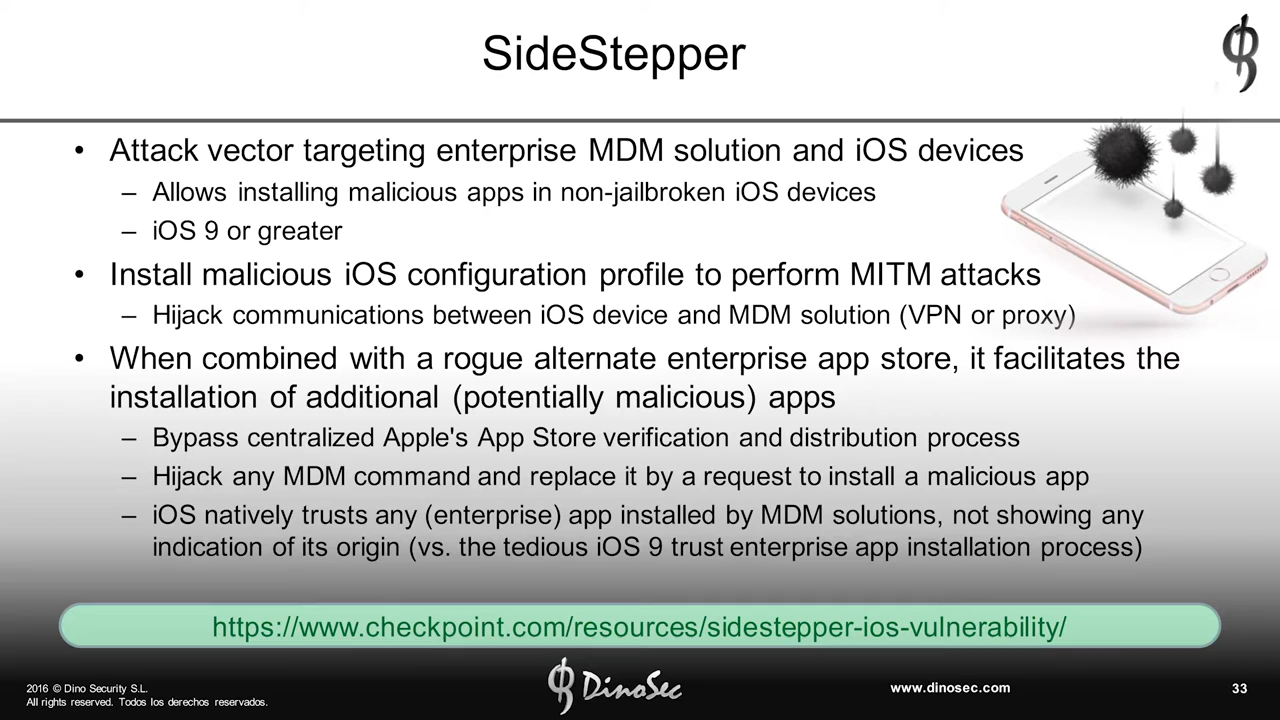 SideStepper
• Attack vector targeting enterprise MDM solution and iOS devices
– Allows installing malicious apps in non-jailbroken iOS devices
– iOS 9 or greater
• Install malicious iOS configuration profile to perform MITM attacks
– Hijack communications between iOS device and MDM solution (VPN or proxy)
• When combined with a rogue alternate enterprise app store, it facilitates the
installation of additional (potentially malicious) apps
– Bypass centralized Apple's App Store verification and distribution process
– Hijack any MDM command and replace it by a request to install a malicious app
– iOS natively trusts any (enterprise) app installed by MDM solutions, not showing any
indication of its origin (vs. the tedious iOS 9 trust enterprise app installation process)
https://www.checkpoint.com/resources/sidestepper-ios-vulnerability/
2016 © Dino Security S.L.
All rights reserved. Todos los derechos reservados.
DinoSec
www.dinosec.com
33